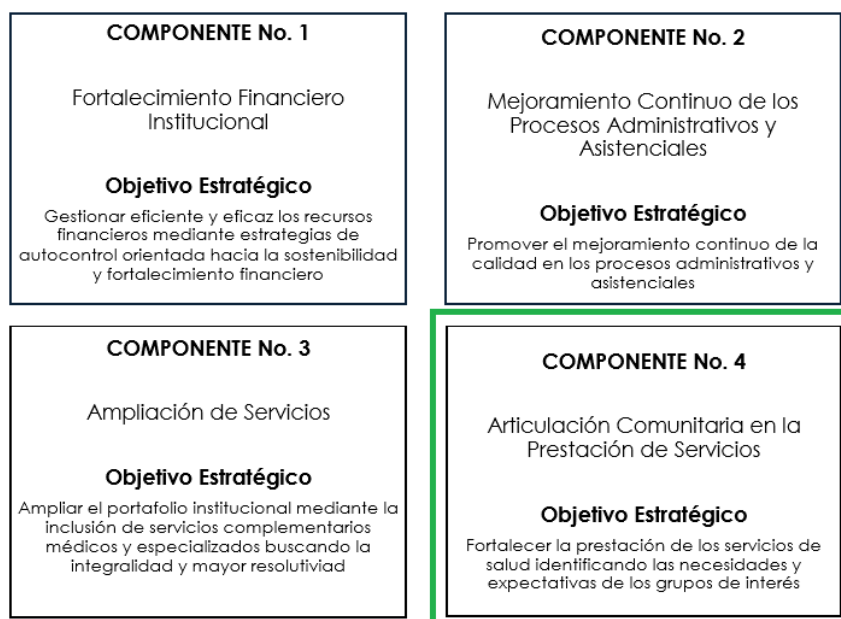 COMPONENTE No. 1
Fortalecimiento Financiero
Institucional
Objetivo Estratégico
Gestionar eficiente y eficaz los recursos
financieros mediante estrategias de
autocontrol orientada hacia la sostenibilidad
y fortalecimiento financiero
COMPONENTE No. 2
Mejoramiento Continuo de los
Procesos Administrativos y
Asistenciales
Objetivo Estratégico
Promover el mejoramiento continuo de la
calidad en los procesos administrativos y
asistenciales
COMPONENTE No. 3
Ampliación de Servicios
Objetivo Estratégico
Ampliar el portafolio institucional mediante la
inclusión de servicios complementarios
médicos y especializados buscando la
integralidad y mayor resolutiviad
COMPONENTE No. 4
Articulación Comunitaria en la
Prestación de Servicios
Objetivo Estratégico
Fortalecer la prestación de los servicios de
salud identificando las necesidades y
expectativas de los grupos de interés